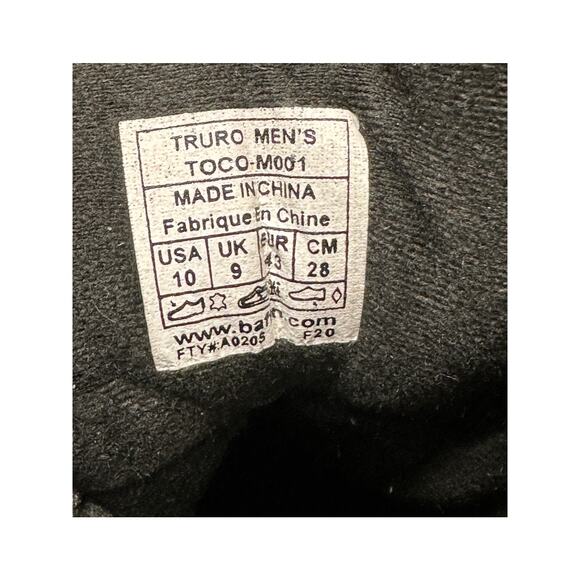 TRURO MEN'S
TOCO-M001
MADE IN CHINA
Fabrique En Chine
USA UK EUR CM
10 9 43 28
FTY#:A0205 F20